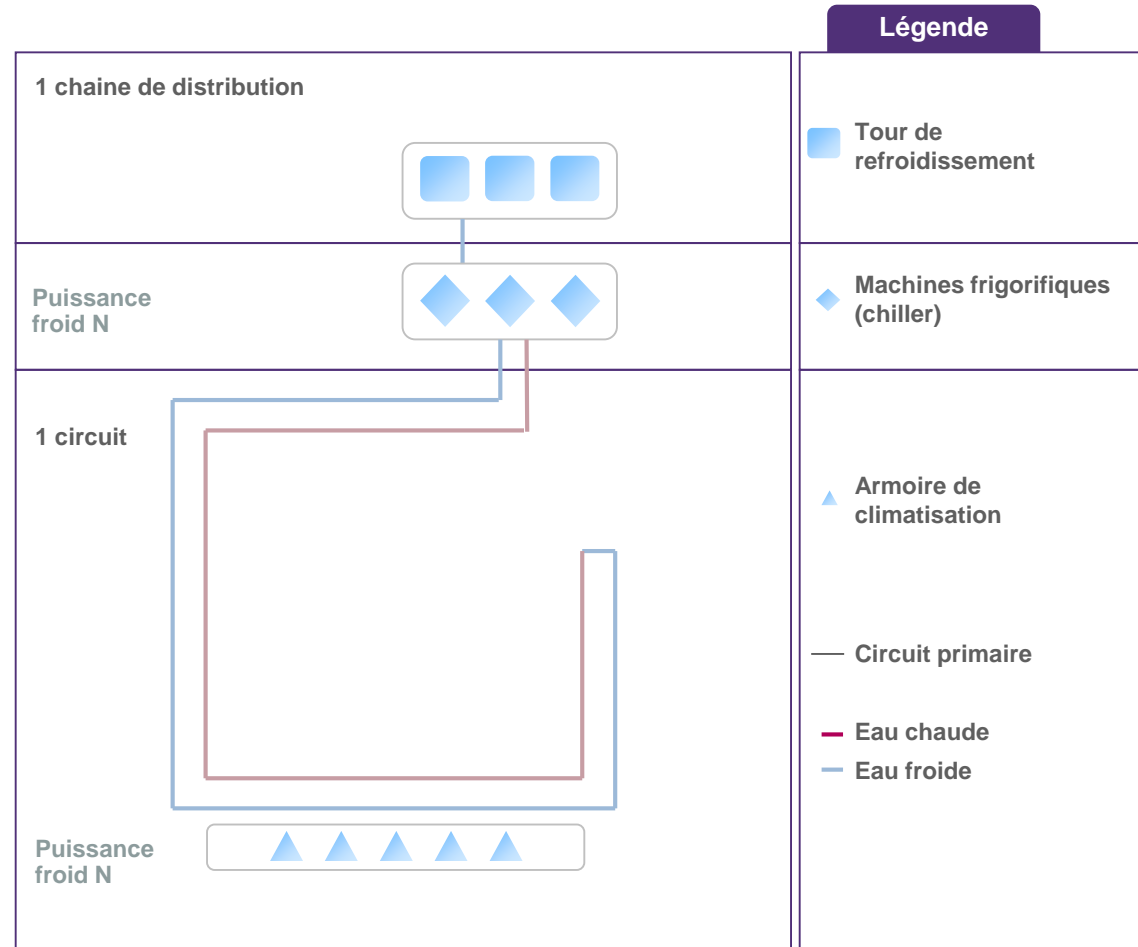 Légende
1 chaine de distribution
Tour de
refroidissement
Puissance
froid N
Machines frigorifiques
(chiller)
1 circuit
Armoire de
climatisation
Circuit primaire
Eau chaude
Eau froide
Puissance
froid N